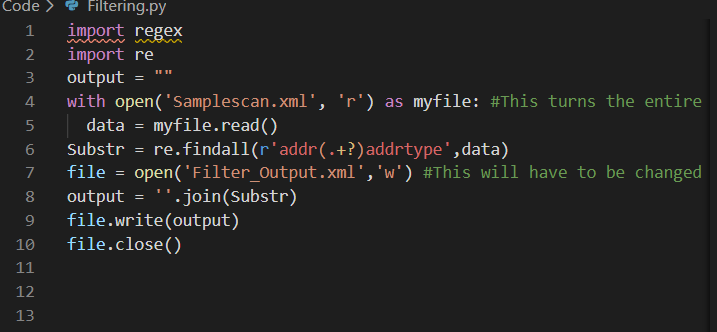 Code > Filtering.py
1 import regex
2 import re
3 output = ""
4 with open('Samplescan.xml', 'r') as myfile: #This turns the entire
5   data = myfile.read()
6 Substr = re.findall(r'addr(.+?)addrtype',data)
7 file = open('Filter_Output.xml','w') #This will have to be changed
8 output = ''.join(Substr)
9 file.write(output)
10 file.close()
11
12
13